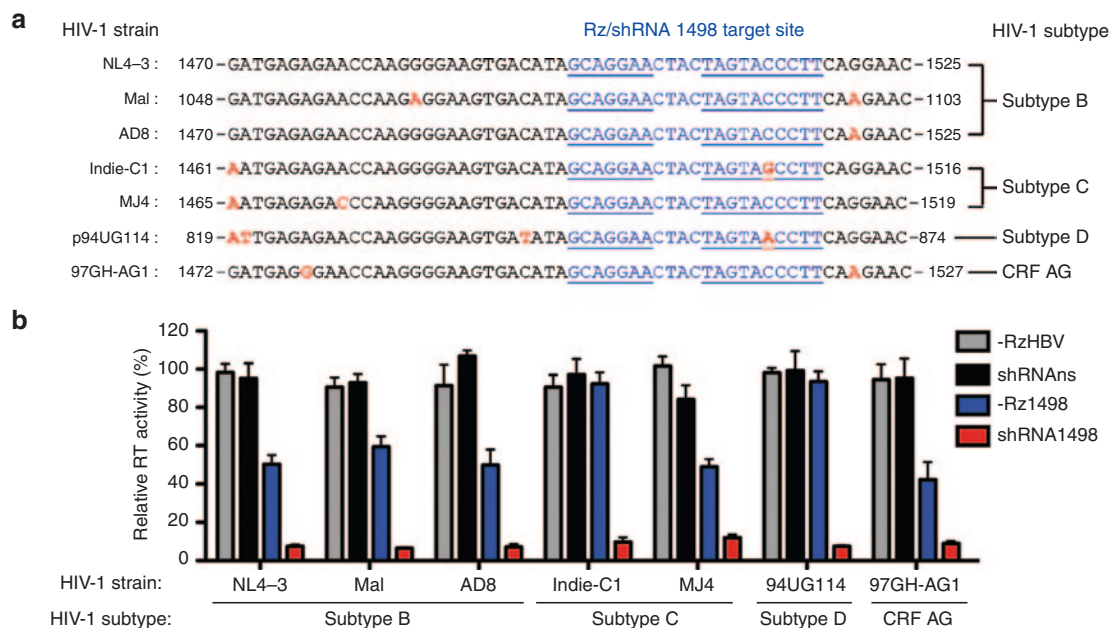 a
HIV-1 strain Rz/shRNA 1498 target site HIV-1 subtype
NL4–3 : 1470 -GATGAGAGAACCAAGGGGAAGTGACATAGCAGGAACTACTAGTACCCTTCAGGAAC- 1525
Mal : 1048 -GATGAGAGAACCAAGAGGAAGTGACATAGCAGGAACTACTAGTACCCTTCAAGAAC- 1103 Subtype B
AD8 : 1470 -GATGAGAGAACCAAGGGGAAGTGACATAGCAGGAACTACTAGTACCCTTCAAGAAC- 1525
Indie-C1 : 1461 -AATGAGAGAACCAAGGGGAAGTGACATAGCAGGAACTACTAGTAGCCTTCAAGAAC- 1516
MJ4 : 1465 -AATGAGAGACCCAAGGGGAAGTGACATAGCAGGAACTACTAGTACCCTTCAGGAAC- 1519 Subtype C
p94UG114 : 819 -ATTGAGAGAACCAAGGGGAAGTGATATAGCAGGAACTACTAGTAACCTTCAGGAAC- 874 Subtype D
97GH-AG1 : 1472 -GATGAGGGAACCAAGGGGAAGTGACATAGCAGGAACTACTAGTACCCTTCAAGAAC- 1527 CRF AG
b
Relative RT activity (%)
120
100
80
60
40
20
0
-RzHBV
shRNAns
-Rz1498
shRNA1498
HIV-1 strain: NL4–3 Mal AD8 Indie-C1 MJ4 94UG114 97GH-AG1
HIV-1 subtype: Subtype B Subtype C Subtype D CRF AG